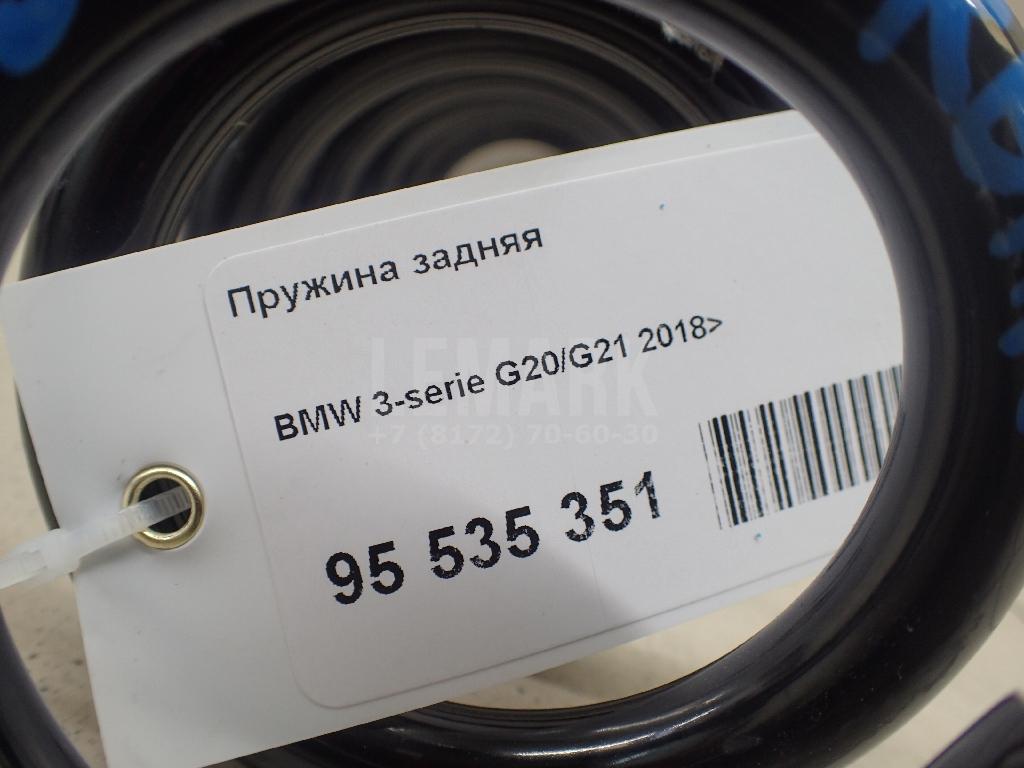 Пружина задняя
BMW 3-serie G20/G21 2018>
LEMARK
+7 (8172) 70-60-30
95 535 351